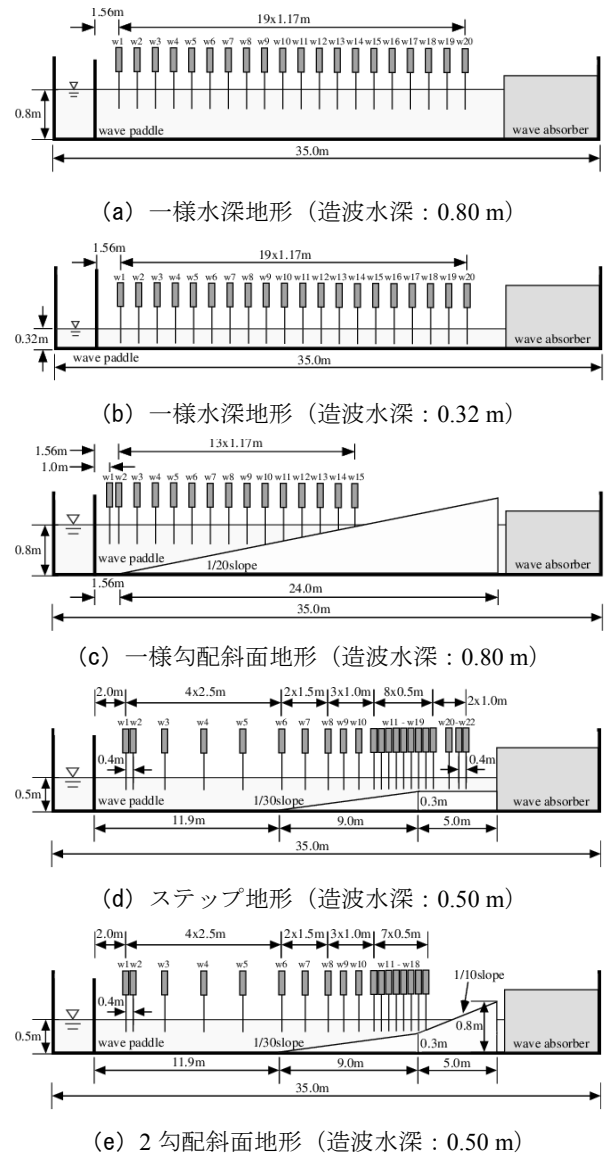 1.56m
19x1.17m
w1 w2 w3 w4 w5 w6 w7 w8 w9 w10 w11 w12 w13 w14 w15 w16 w17 w18 w19 w20
0.8m
wave paddle
wave absorber
35.0m
(a) 一様水深地形（造波水深：0.80 m）
1.56m
19x1.17m
w1 w2 w3 w4 w5 w6 w7 w8 w9 w10 w11 w12 w13 w14 w15 w16 w17 w18 w19 w20
0.32m
wave paddle
wave absorber
35.0m
(b) 一様水深地形（造波水深：0.32 m）
1.56m
13x1.17m
1.0m
w1 w2 w3 w4 w5 w6 w7 w8 w9 w10 w11 w12 w13 w14 w15
0.8m
wave paddle
1/20slope
wave absorber
1.56m
24.0m
35.0m
(c) 一様勾配斜面地形（造波水深：0.80 m）
2.0m 4x2.5m 2x1.5m 3x1.0m 8x0.5m
2x1.0m
w1 w2 w3 w4 w5 w6 w7 w8 w9 w10 w11 - w19 w20 - w22
0.4m
0.4m
0.5m
wave paddle
1/30slope
0.3m
wave absorber
11.9m 9.0m 5.0m
35.0m
(d) ステップ地形（造波水深：0.50 m）
2.0m 4x2.5m 2x1.5m 3x1.0m 7x0.5m
w1 w2 w3 w4 w5 w6 w7 w8 w9 w10 w11 - w18
1/10slope
0.4m
0.5m
wave paddle
1/30slope
0.3m
0.8m
wave absorber
11.9m 9.0m 5.0m
35.0m
(e) 2 勾配斜面地形（造波水深：0.50 m）